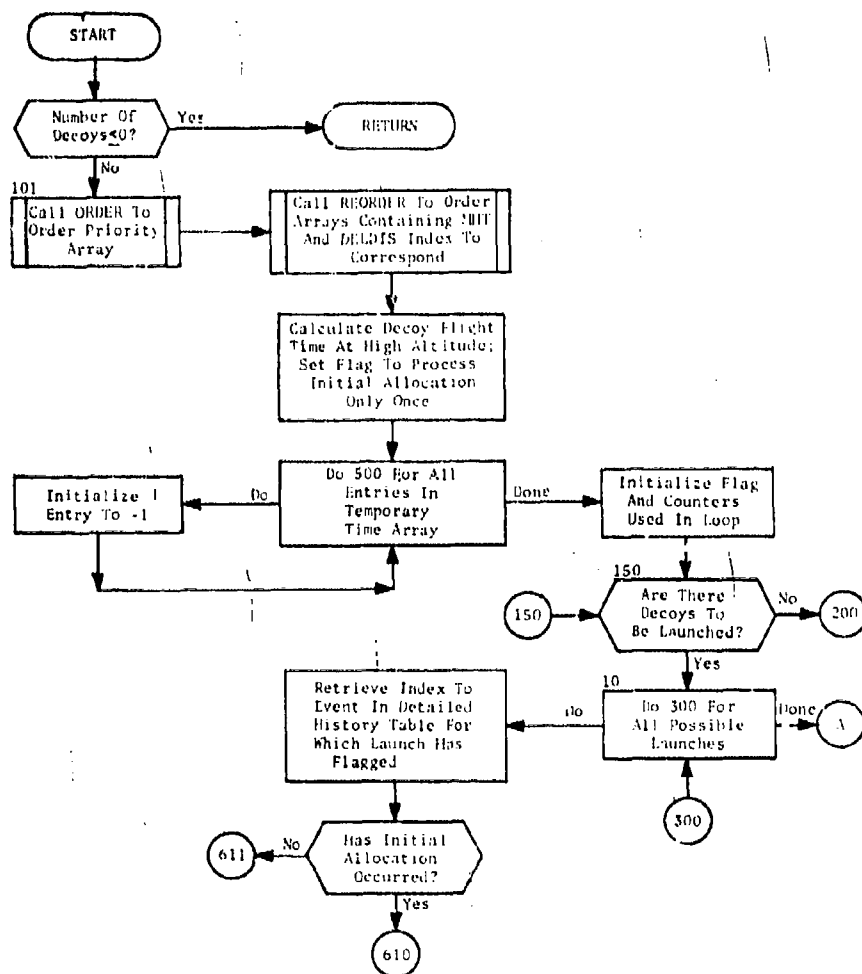 START
Number Of
Decoys≤0?
Yes
RETURN
No
101
Call ORDER To
Order Priority
Array
Call REORDER To Order
Arrays Containing
And DELDIS Index To
Correspond
Calculate Decoy Flight
Time At High Altitude;
Set Flag To Process
Initial Allocation
Only Once
Do 500 For All
Entries In
Temporary
Time Array
Do
Initialize
Entry To -1
Done
Initialize Flag
And Counters
Used In Loop
150
150
Are There
Decoys To
Be Launched?
No
200
Yes
10
Do 300 For
All Possible
Launches
Done
A
Do
Retrieve Index To
Event In Detailed
History Table For
Which Launch Has
Flagged
300
Has Initial
Allocation
Occurred?
No
611
Yes
610